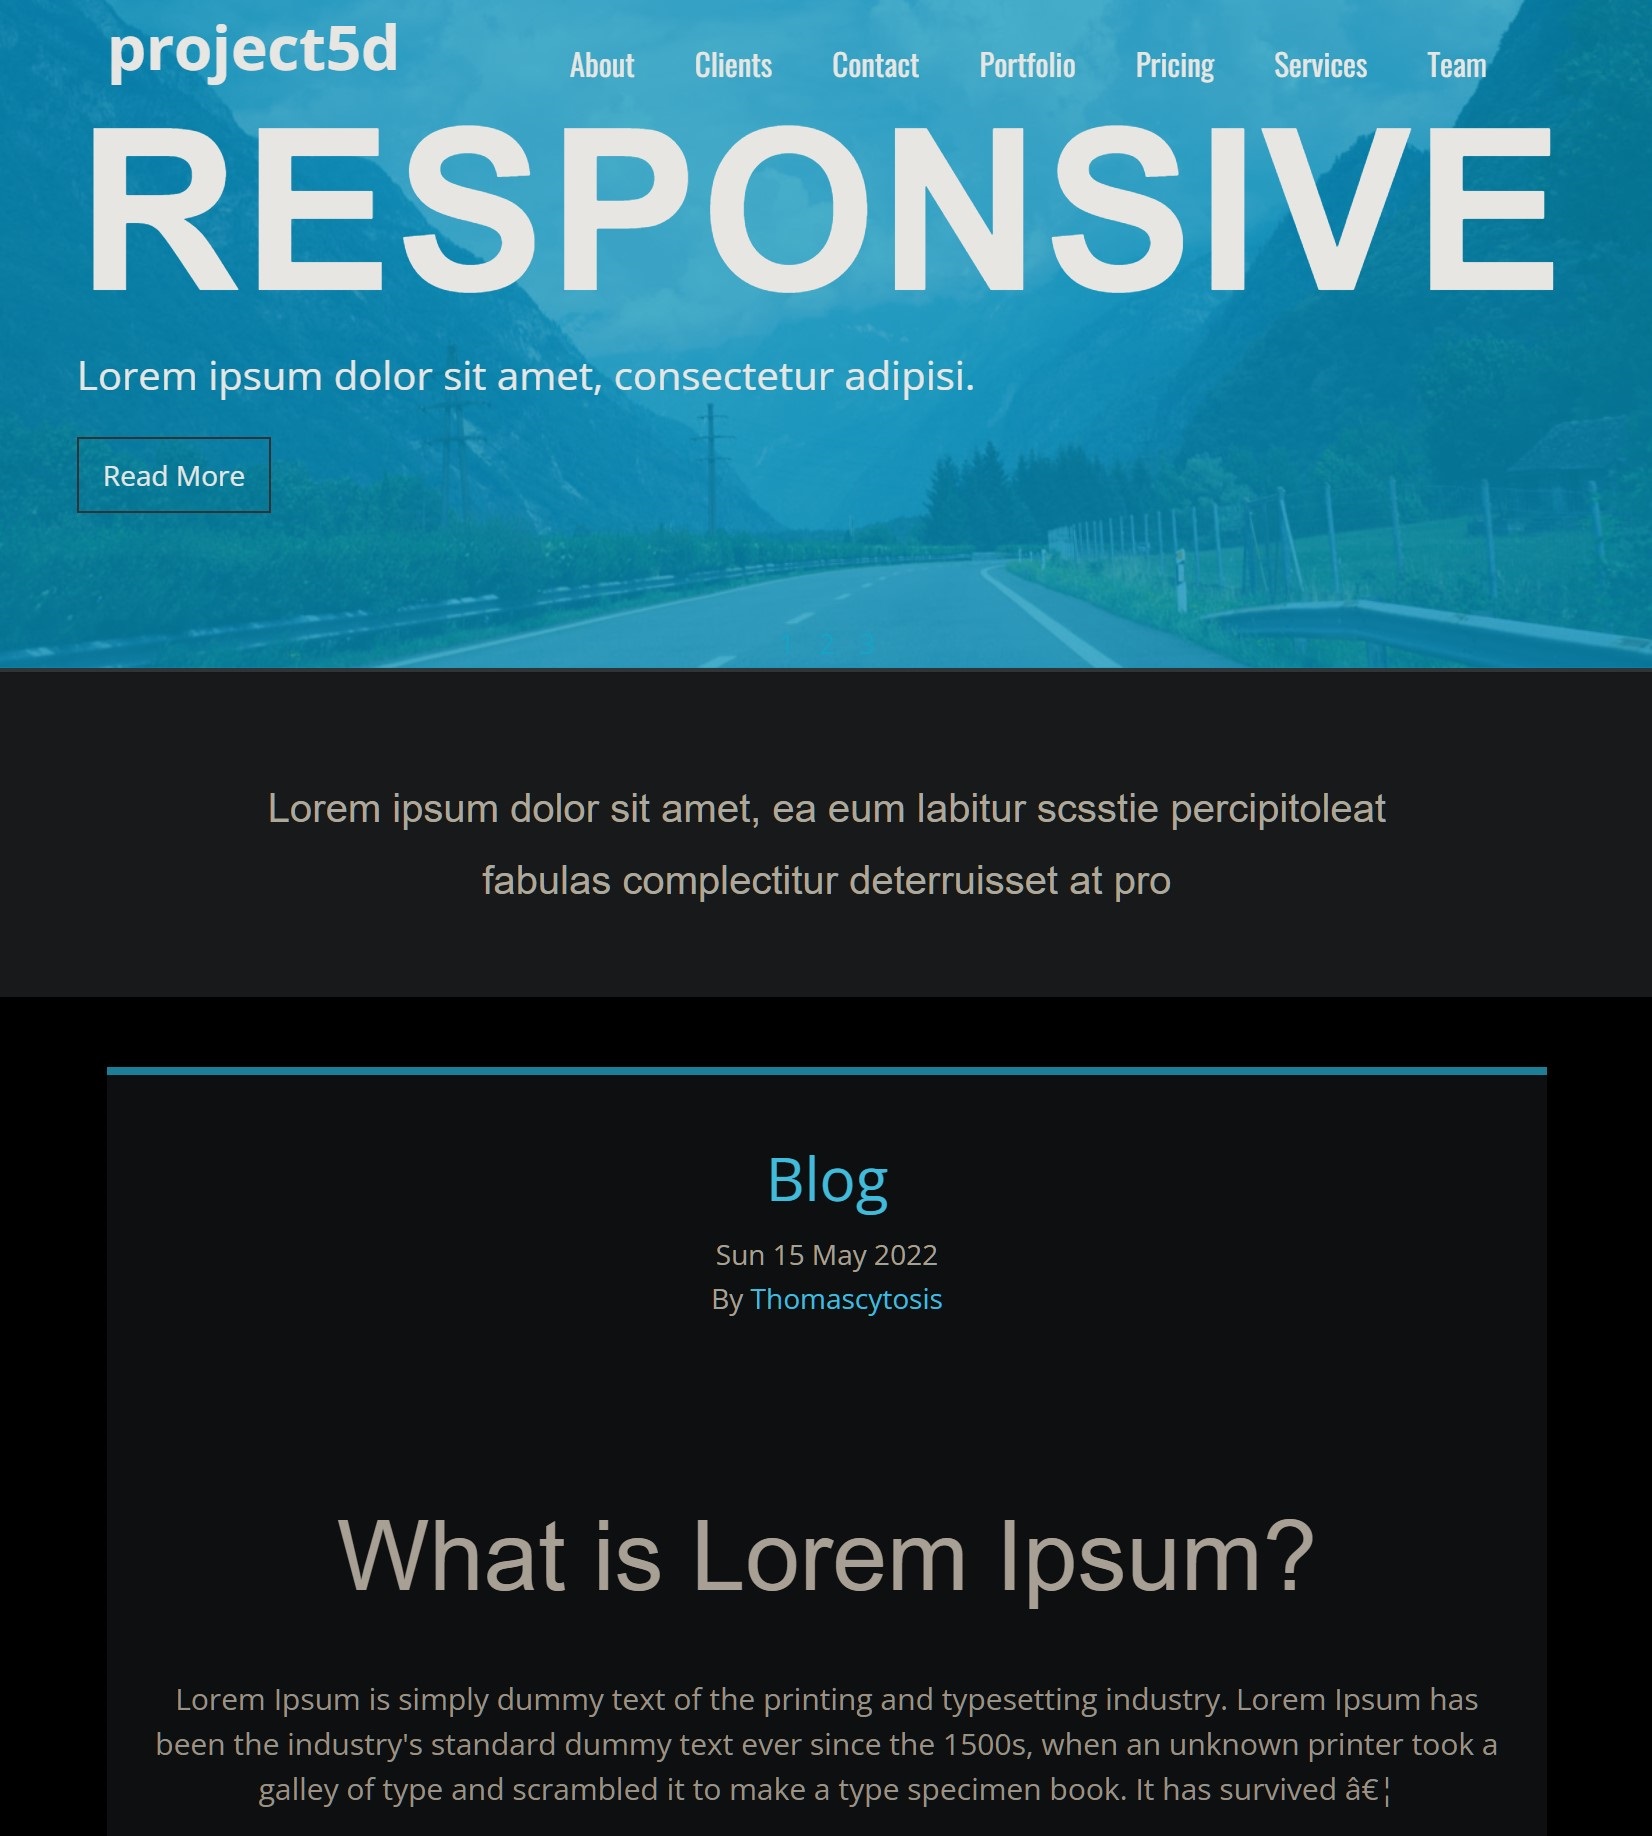 project5d
About Clients Contact Portfolio Pricing Services Team
RESPONSIVE
Lorem ipsum dolor sit amet, consectetur adipisi.
Read More
1 2 3
Lorem ipsum dolor sit amet, ea eum labitur scsstie percipitoleat
fabulas complectitur deterruisset at pro
Blog
Sun 15 May 2022
By Thomascytosis
What is Lorem Ipsum?
Lorem Ipsum is simply dummy text of the printing and typesetting industry. Lorem Ipsum has
been the industry's standard dummy text ever since the 1500s, when an unknown printer took a
galley of type and scrambled it to make a type specimen book. It has survived â€¦